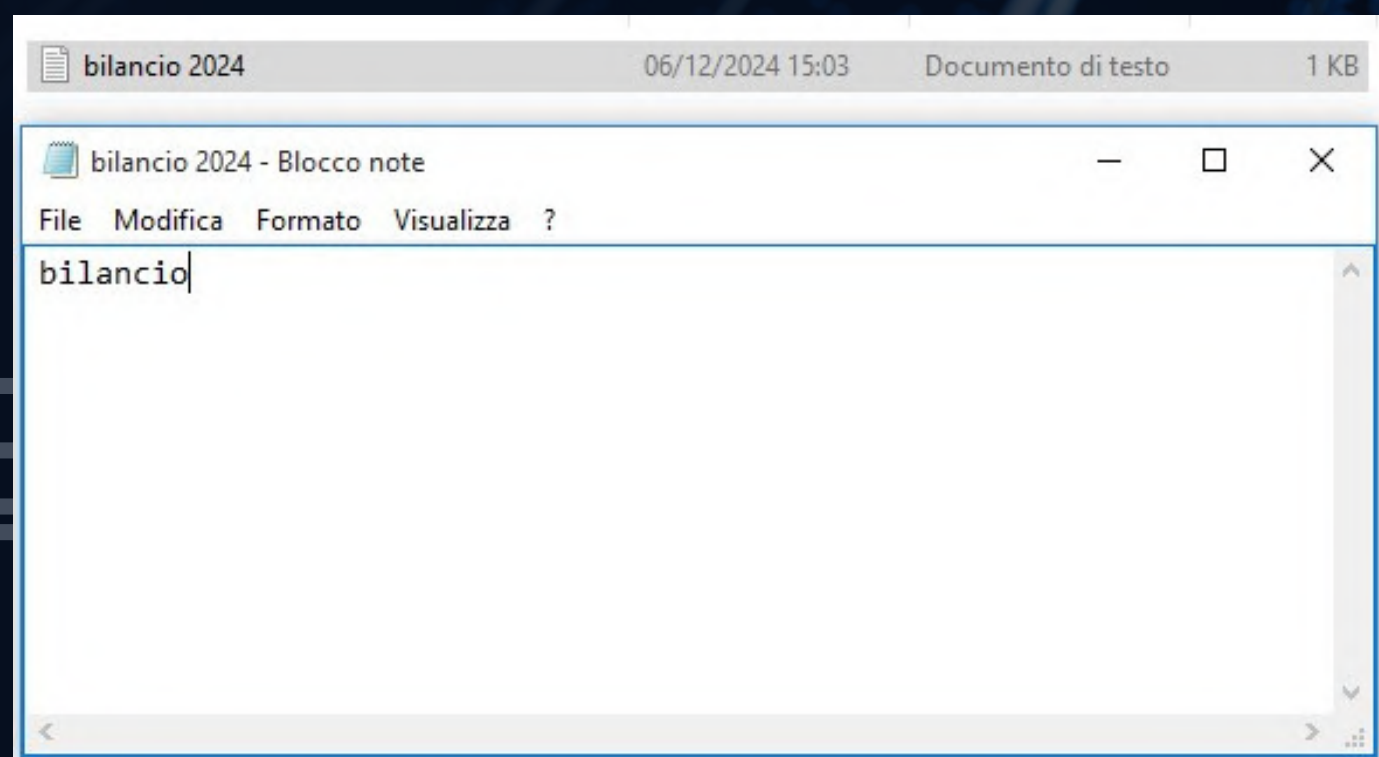 bilancio 2024 06/12/2024 15:03 Documento di testo 1 KB
bilancio 2024 - Blocco note
File Modifica Formato Visualizza ?
bilancio